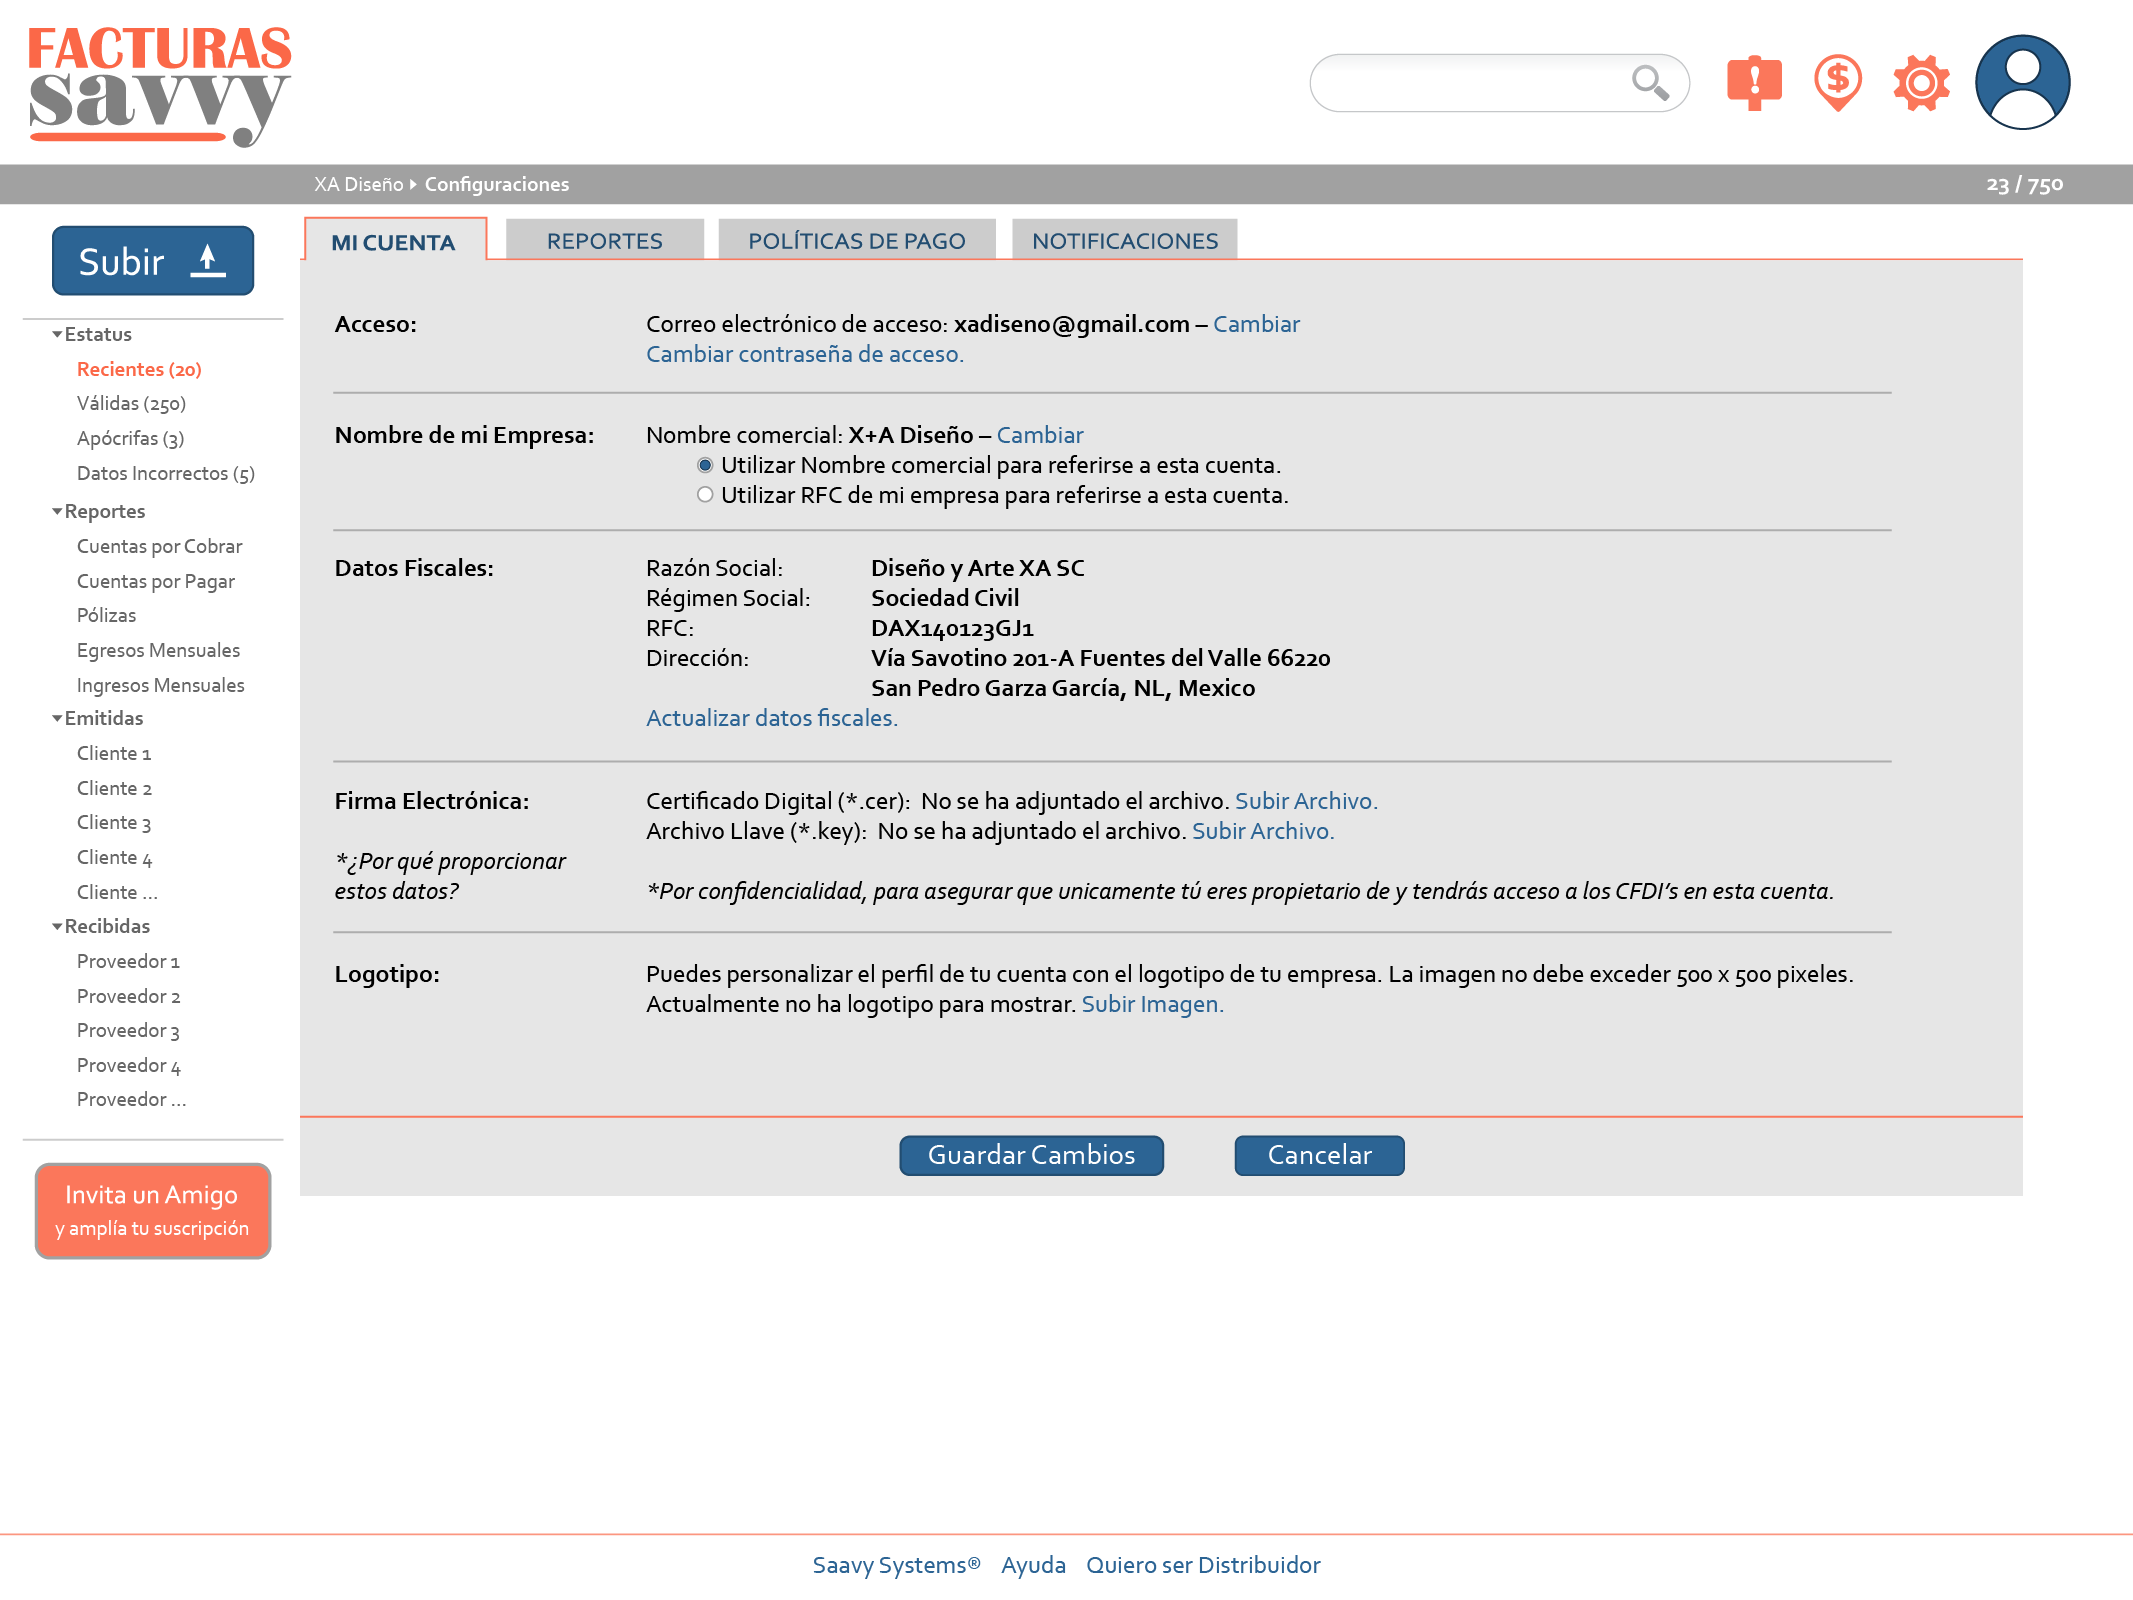 FACTURAS
savvy
XA Diseño Configuraciones
23 / 750
Subir
MI CUENTA
REPORTES
POLÍTICAS DE PAGO
NOTIFICACIONES
Estatus
Recientes (20)
Válidas (250)
Apócrifas (3)
Datos Incorrectos (5)
Reportes
Cuentas por Cobrar
Cuentas por Pagar
Pólizas
Egresos Mensuales
Ingresos Mensuales
Emitidas
Cliente 1
Cliente 2
Cliente 3
Cliente 4
Cliente ...
Recibidas
Proveedor 1
Proveedor 2
Proveedor 3
Proveedor 4
Proveedor ...
Invita un Amigo
y amplía tu suscripción
Acceso:
Correo electrónico de acceso: xadiseno@gmail.com – Cambiar
Cambiar contraseña de acceso.
Nombre de mi Empresa:
Nombre comercial: X+A Diseño – Cambiar
Utilizar Nombre comercial para referirse a esta cuenta.
Utilizar RFC de mi empresa para referirse a esta cuenta.
Datos Fiscales:
Razón Social: Diseño y Arte XA SC
Régimen Social: Sociedad Civil
RFC: DAX140123GJ1
Dirección: Vía Savotino 201-A Fuentes del Valle 66220
San Pedro Garza García, NL, Mexico
Actualizar datos fiscales.
Firma Electrónica:
Certificado Digital (*.cer): No se ha adjuntado el archivo. Subir Archivo.
Archivo Llave (*.key): No se ha adjuntado el archivo. Subir Archivo.
*¿Por qué proporcionar
estos datos?
*Por confidencialidad, para asegurar que unicamente tú eres propietario de y tendrás acceso a los CFDI's en esta cuenta.
Logotipo:
Puedes personalizar el perfil de tu cuenta con el logotipo de tu empresa. La imagen no debe exceder 500 x 500 pixeles.
Actualmente no ha logotipo para mostrar. Subir Imagen.
Guardar Cambios
Cancelar
Saavy Systems® Ayuda Quiero ser Distribuidor